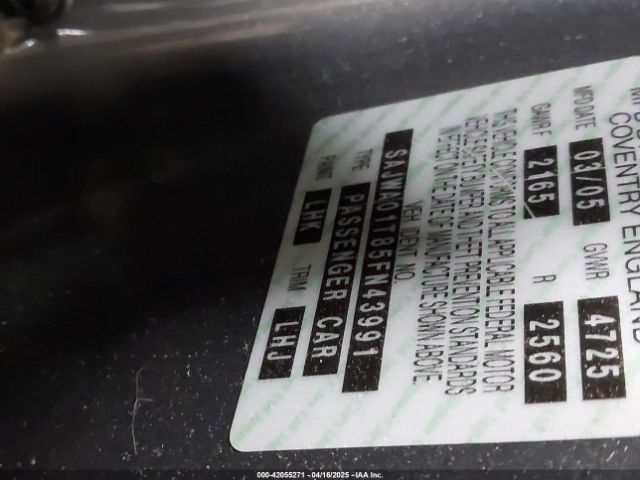 COVENTRY ENGLAND
MFD DATE 03/05 GVWR 4725
GAWR F 2165 R 2560
THIS VEHICLE CONFORMS TO ALL APPLICABLE FEDERAL MOTOR
VEHICLE SAFETY BUMPER AND THEFT PREVENTION STANDARDS
IN EFFECT ON THE DATE OF MANUFACTURE SHOWN ABOVE
VEH IDENT NO.
SAJWA01T85FN43991
TYPE PASSENGER CAR
PAINT LHK TRIM LHJ
000-42055271 - 04/16/2025 - IAA Inc.